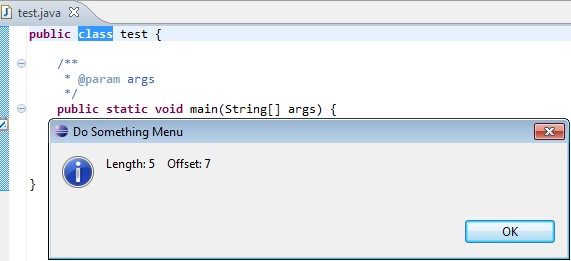 test.java
public class test {
/**
* @param args
*/
public static void main(String[] args) {
Do Something Menu
Length: 5 Offset: 7
OK
}